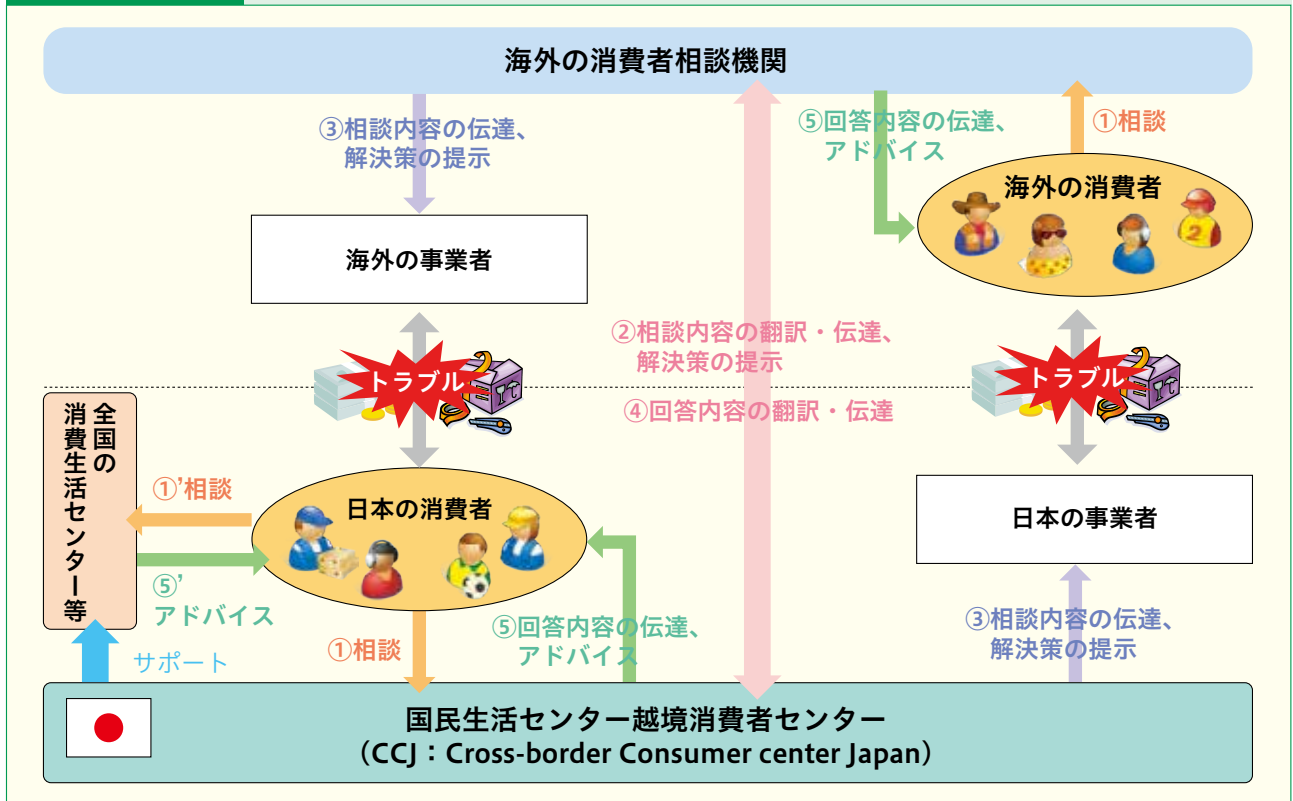 海外の消費者相談機関
③相談内容の伝達、
解決策の提示
⑤回答内容の伝達、
アドバイス
①相談
海外の消費者
2
海外の事業者
②相談内容の翻訳・伝達、
解決策の提示
トラブル
トラブル
④回答内容の翻訳・伝達
全国の
消費生活センター等
①’相談
日本の消費者
日本の事業者
⑤’
アドバイス
サポート
①相談
⑤回答内容の伝達、
アドバイス
③相談内容の伝達、
解決策の提示
国民生活センター越境消費者センター
（CCJ：Cross-border Consumer center Japan）